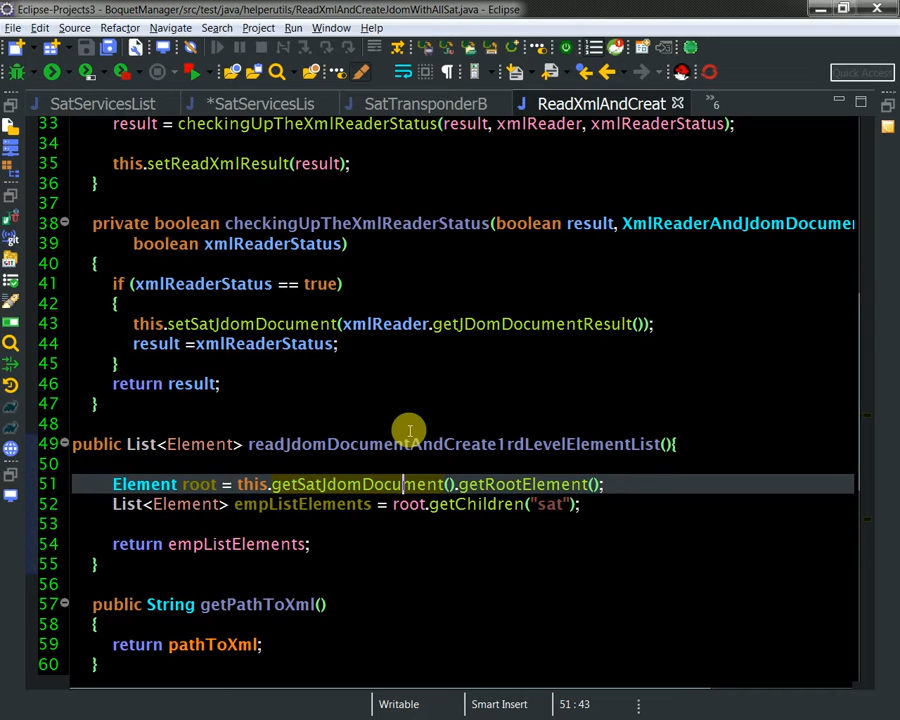 Eclipse-Projects3 - BoquetManager/src/test/java/helperutils/ReadXmlAndCreateJdomWithAllSat.java - Eclipse
File Edit Source Refactor Navigate Search Project Run Window Help
Quick Access
SatServicesList *SatServicesLis SatTransponderB ReadXmlAndCreat »6
33 result = checkingUpTheXmlReaderStatus(result, xmlReader, xmlReaderStatus);
34
35 this.setReadXmlResult(result);
36 }
37
38 private boolean checkingUpTheXmlReaderStatus(boolean result, XmlReaderAndJdomDocumer
39 boolean xmlReaderStatus)
40 {
41 if (xmlReaderStatus == true)
42 {
43 this.setSatJdomDocument(xmlReader.getJDomDocumentResult());
44 result =xmlReaderStatus;
45 }
46 return result;
47 }
48
49 public List<Element> readJdomDocumentAndCreate1rdLevelElementList(){
50
51 Element root = this.getSatJdomDocument().getRootElement();
52 List<Element> empListElements = root.getChildren("sat");
53
54 return empListElements;
55 }
56
57 public String getPathToXml()
58 {
59 return pathToXml;
60 }
Writable Smart Insert 51 : 43